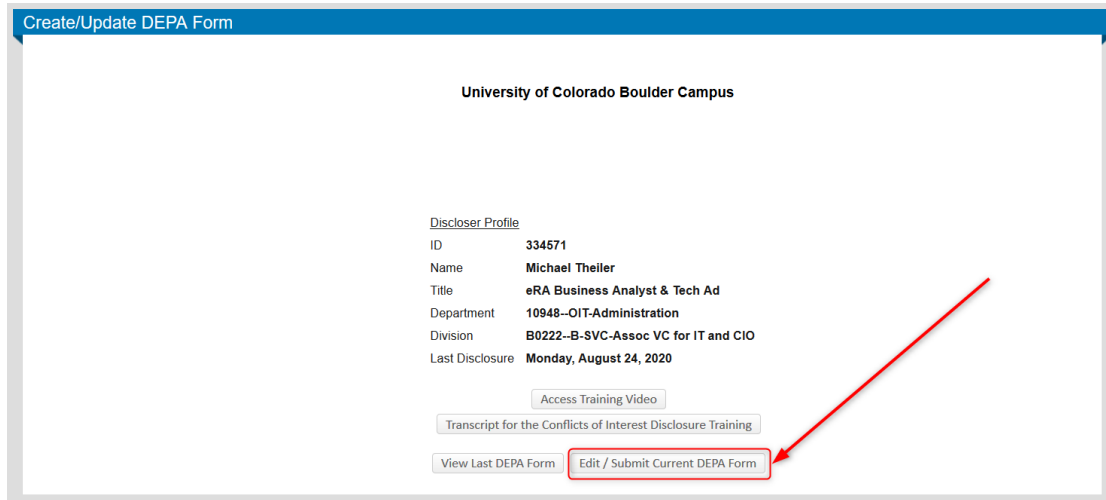 Create/Update DEPA Form
University of Colorado Boulder Campus
Discloser Profile
ID 334571
Name Michael Theiler
Title eRA Business Analyst & Tech Ad
Department 10948--OIT-Administration
Division B0222--B-SVC-Assoc VC for IT and CIO
Last Disclosure Monday, August 24, 2020
Access Training Video
Transcript for the Conflicts of Interest Disclosure Training
View Last DEPA Form Edit / Submit Current DEPA Form